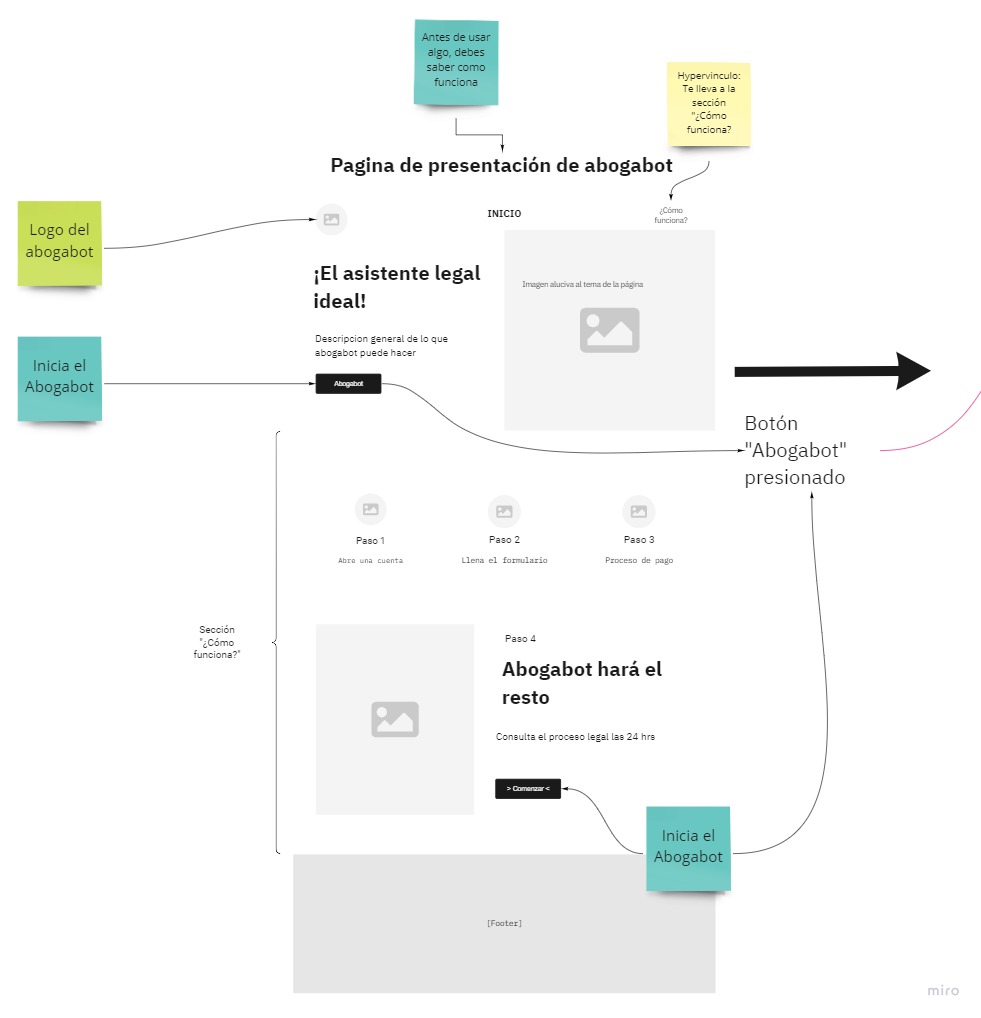 Antes de usar
algo, debes
saber como
funciona
Hypervinculo:
Te lleva a la
sección
"¿Cómo
funciona?
Pagina de presentación de abogabot
Logo del
abogabot
INICIO
¿Cómo
funciona?
¡El asistente legal
ideal!
Imagen aluciva al tema de la página
Descripcion general de lo que
abogabot puede hacer
Inicia el
Abogabot
Abogabot
Botón
"Abogabot"
presionado
Paso 1
Abre una cuenta
Paso 2
Llena el formulario
Paso 3
Proceso de pago
Sección
"¿Cómo
funciona?"
Paso 4
Abogabot hará el
resto
Consulta el proceso legal las 24 hrs
> Comenzar <
Inicia el
Abogabot
[Footer]
miro